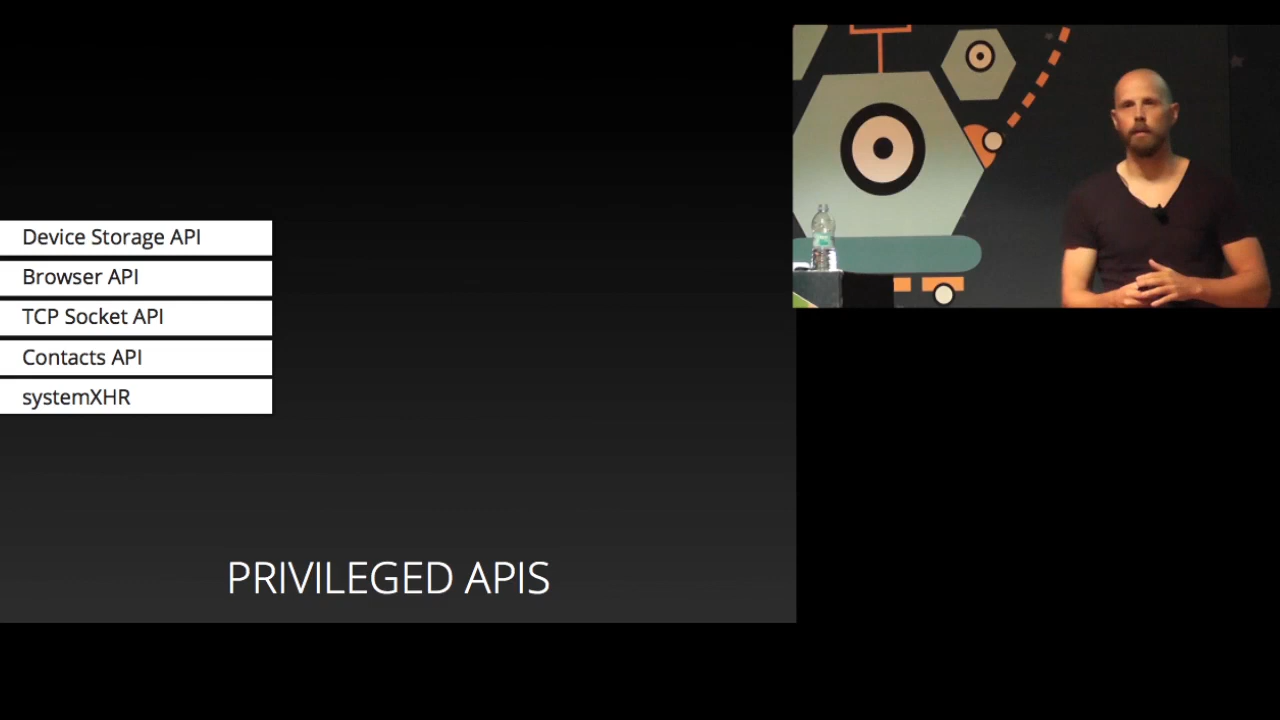 Device Storage API
Browser API
TCP Socket API
Contacts API
systemXHR
PRIVILEGED APIS